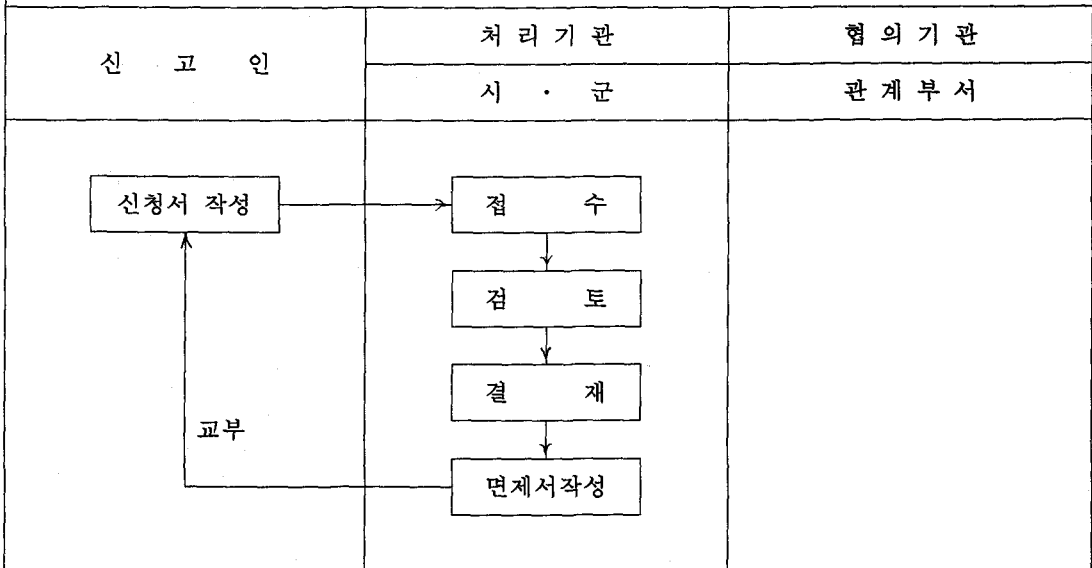 신 고 인
처 리 기 관
협 의 기 관
시 · 군
관 계 부 서
신청서 작성
접 수
검 토
결 재
교부
면제서작성